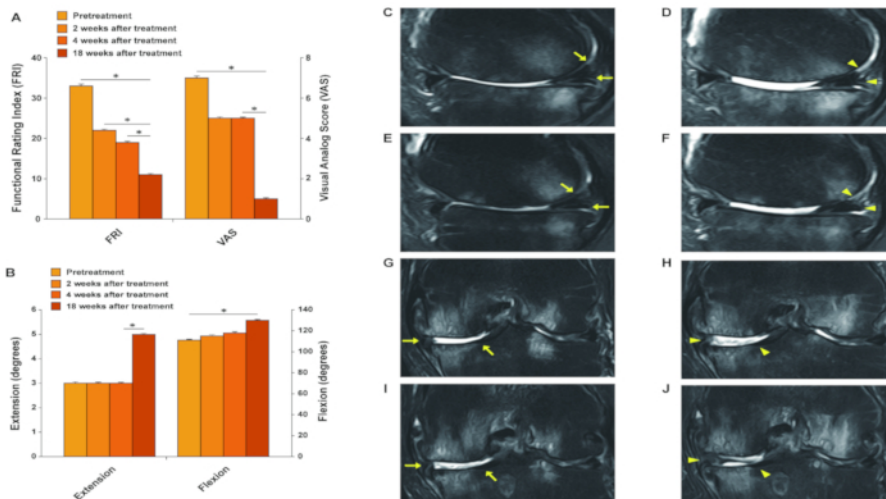 A
Pretreatment
2 weeks after treatment
4 weeks after treatment
18 weeks after treatment
Functional Rating Index (FRI)
40
30
20
10
0
* * * * *
8
6
4
2
0
Visual Analog Score (VAS)
FRI
VAS
B
Pretreatment
2 weeks after treatment
4 weeks after treatment
18 weeks after treatment
Extension (degrees)
6
5
4
3
2
1
0
* *
140
120
100
80
60
40
20
0
Flexion (degrees)
Extension
Flexion
C
D
E
F
G
H
I
J